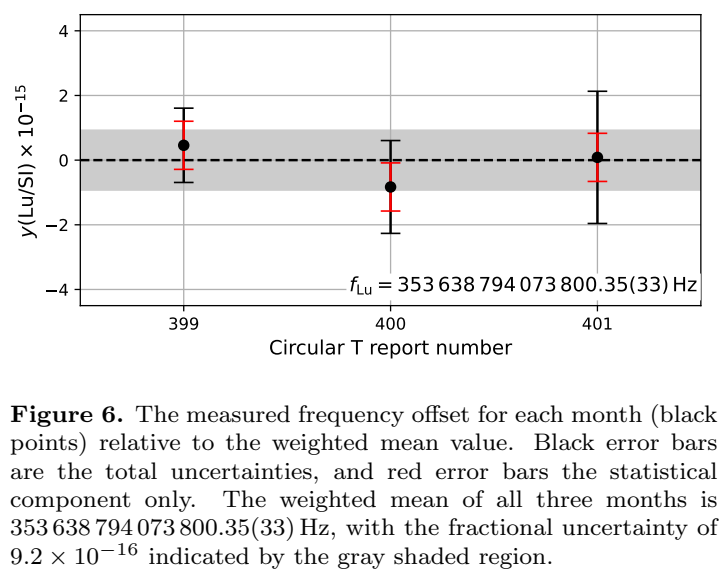 4
2
0
−2
−4
y(Lu/SI) × 10⁻¹⁵
f_Lu = 353 638 794 073 800.35(33) Hz
399 400 401
Circular T report number
Figure 6. The measured frequency offset for each month (black
points) relative to the weighted mean value. Black error bars
are the total uncertainties, and red error bars the statistical
component only. The weighted mean of all three months is
353 638 794 073 800.35(33) Hz, with the fractional uncertainty of
9.2 × 10⁻¹⁶ indicated by the gray shaded region.